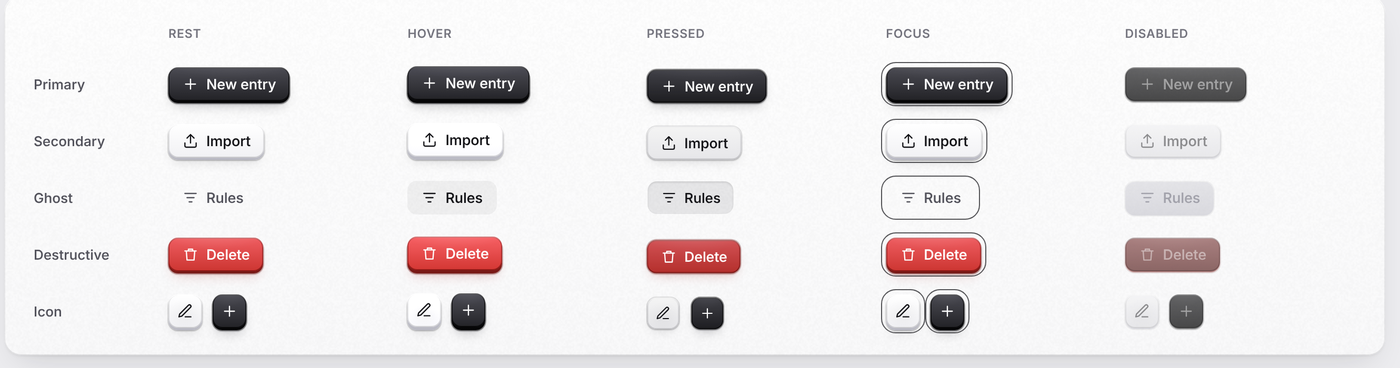 REST HOVER PRESSED FOCUS DISABLED
Primary New entry New entry New entry New entry New entry
Secondary Import Import Import Import Import
Ghost Rules Rules Rules Rules Rules
Destructive Delete Delete Delete Delete Delete
Icon